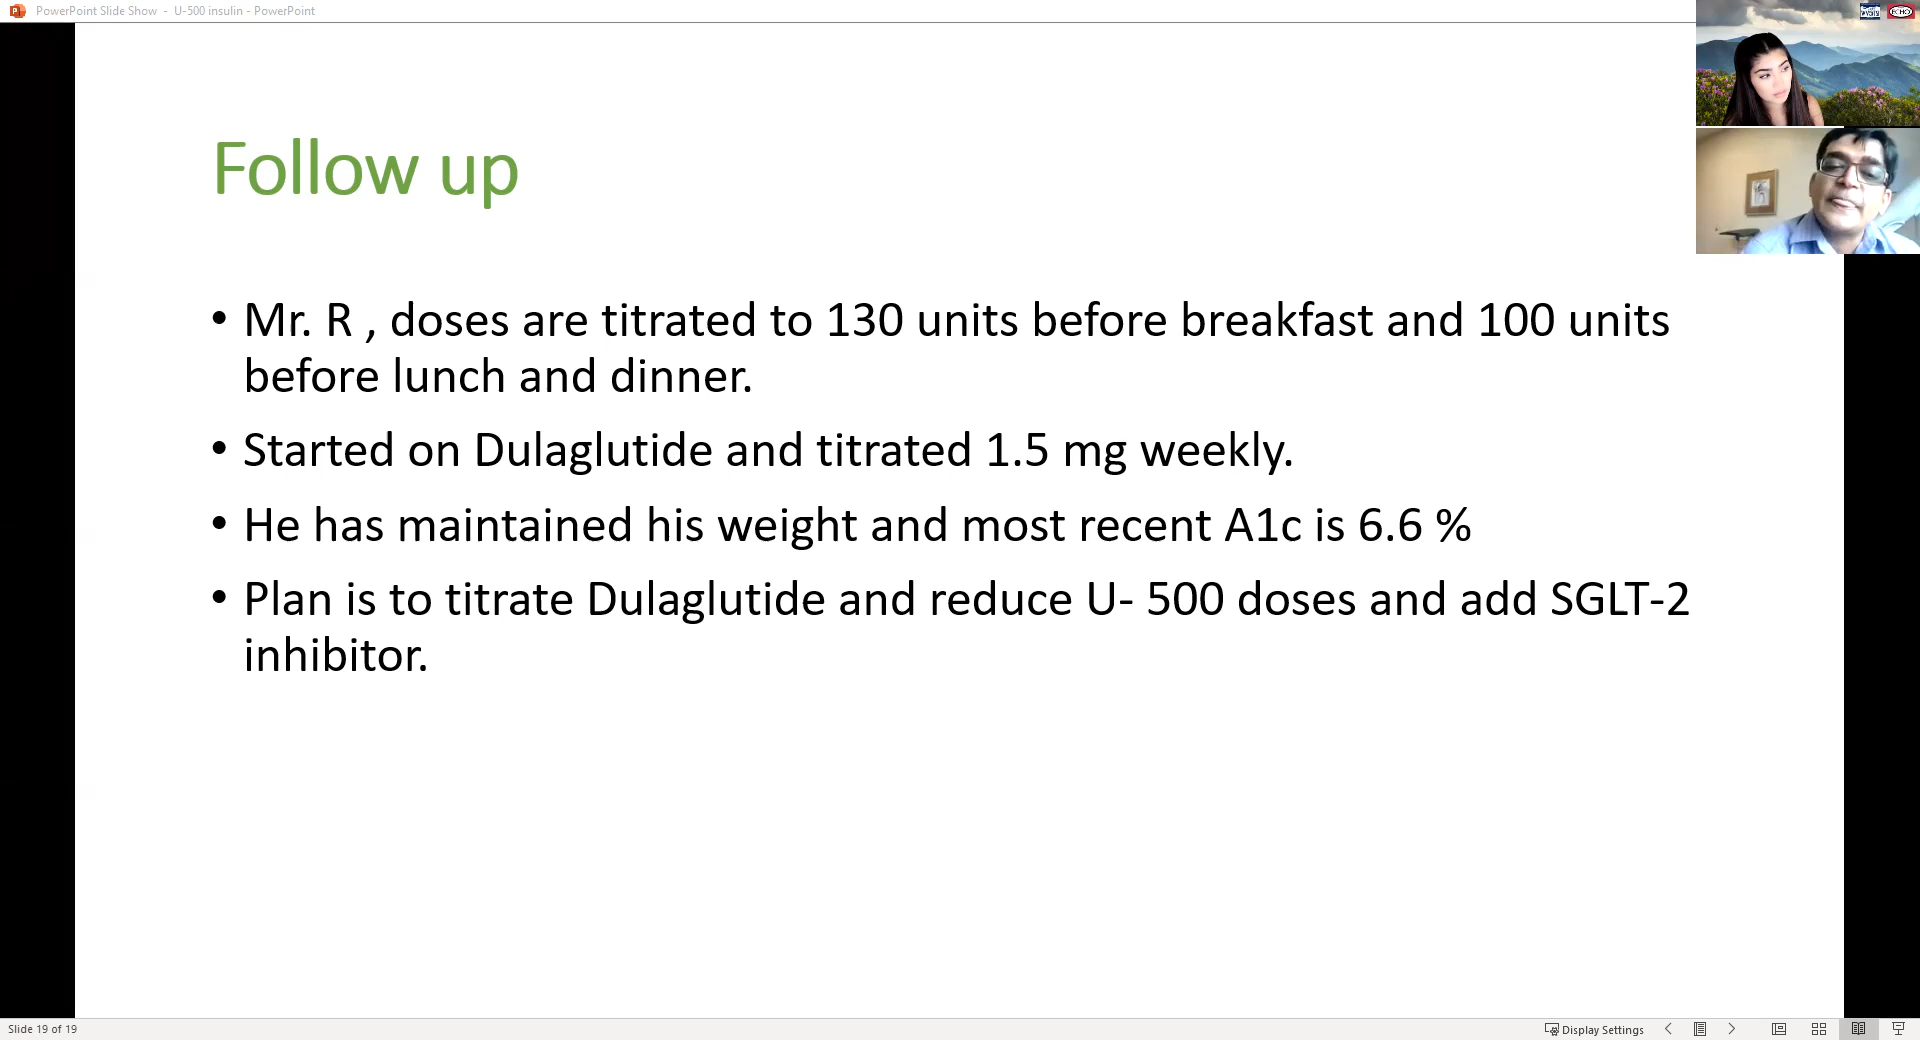 PowerPoint Slide Show - U-500 insulin - PowerPoint
ECHO
Follow up
• Mr. R , doses are titrated to 130 units before breakfast and 100 units
before lunch and dinner.
• Started on Dulaglutide and titrated 1.5 mg weekly.
• He has maintained his weight and most recent A1c is 6.6 %
• Plan is to titrate Dulaglutide and reduce U- 500 doses and add SGLT-2
inhibitor.
Slide 19 of 19
Display Settings